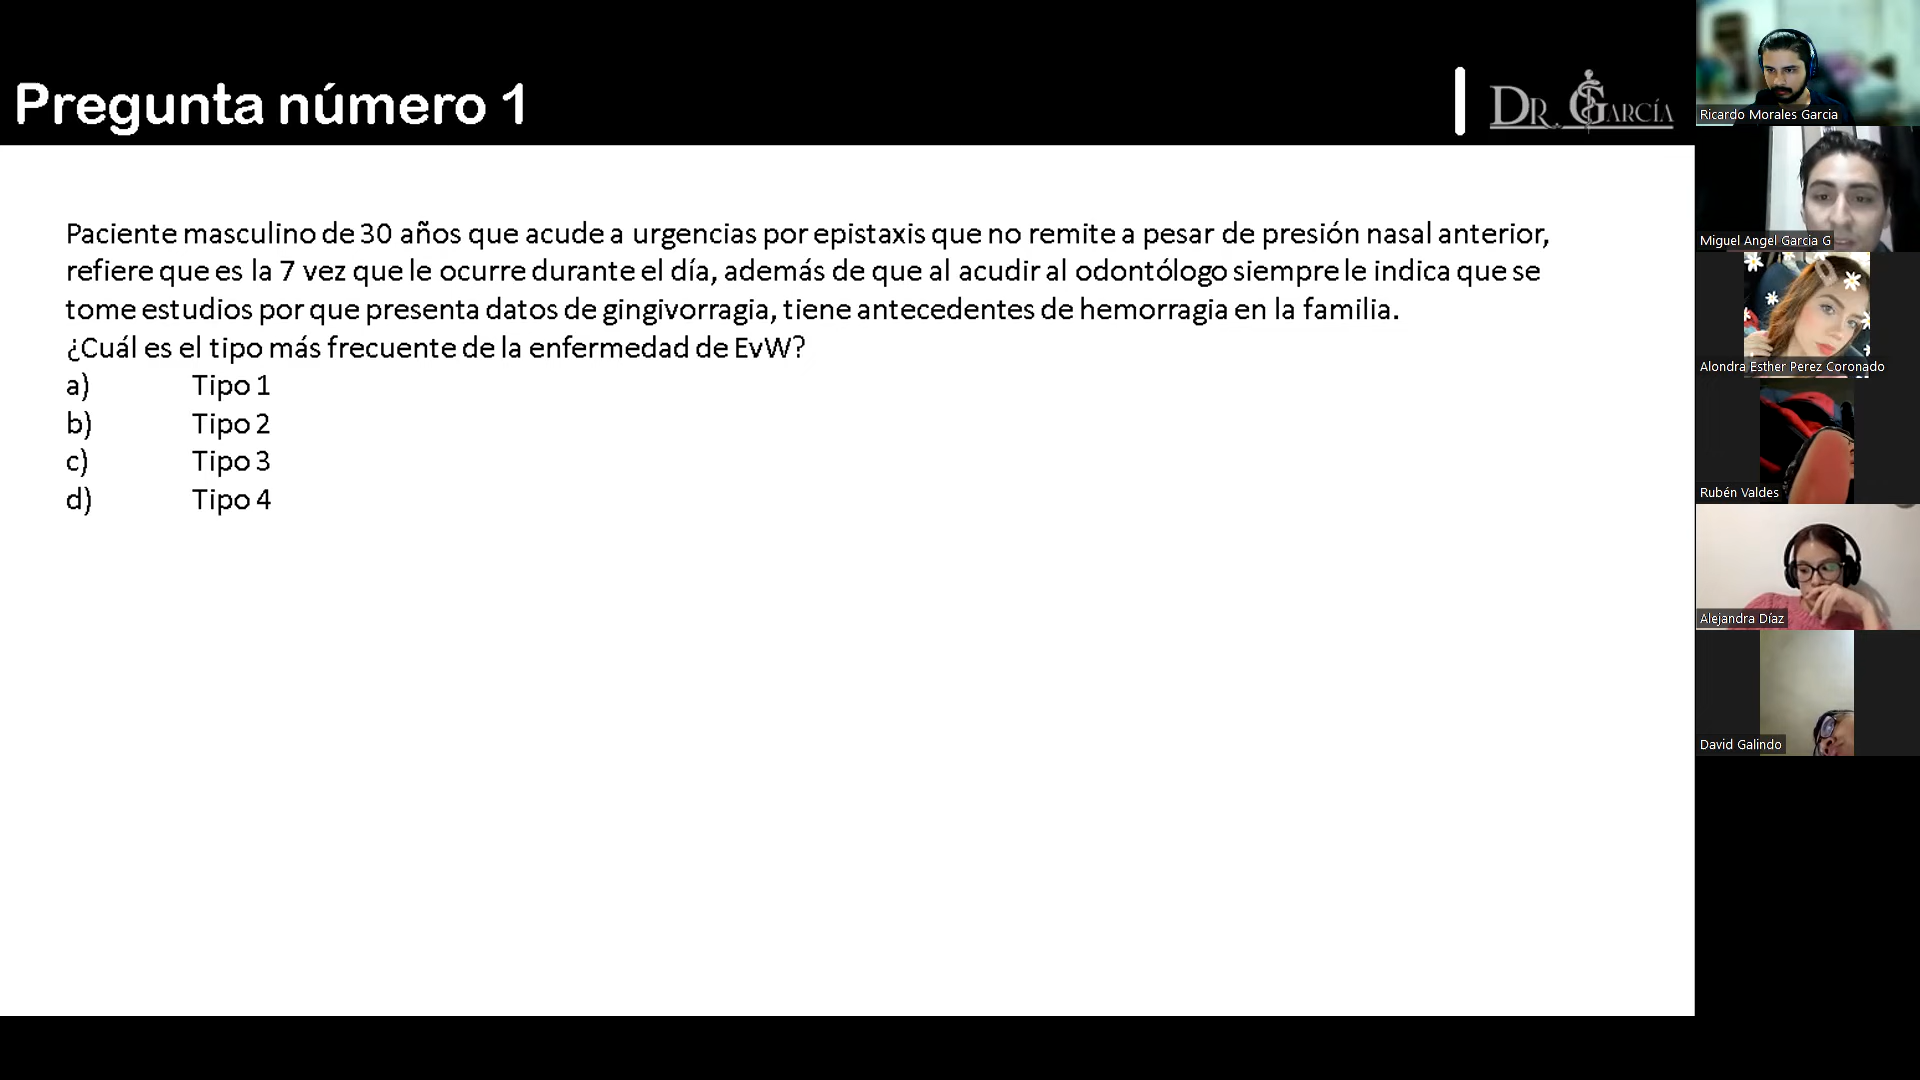 Pregunta número 1
DR. GARCÍA
Paciente masculino de 30 años que acude a urgencias por epistaxis que no remite a pesar de presión nasal anterior,
refiere que es la 7 vez que le ocurre durante el día, además de que al acudir al odontólogo siempre le indica que se
tome estudios por que presenta datos de gingivorragia, tiene antecedentes de hemorragia en la familia.
¿Cuál es el tipo más frecuente de la enfermedad de EvW?
a) Tipo 1
b) Tipo 2
c) Tipo 3
d) Tipo 4
Ricardo Morales Garcia
Miguel Angel Garcia G
Alondra Esther Perez Coronado
Rubén Valdes
Alejandra Díaz
David Galindo